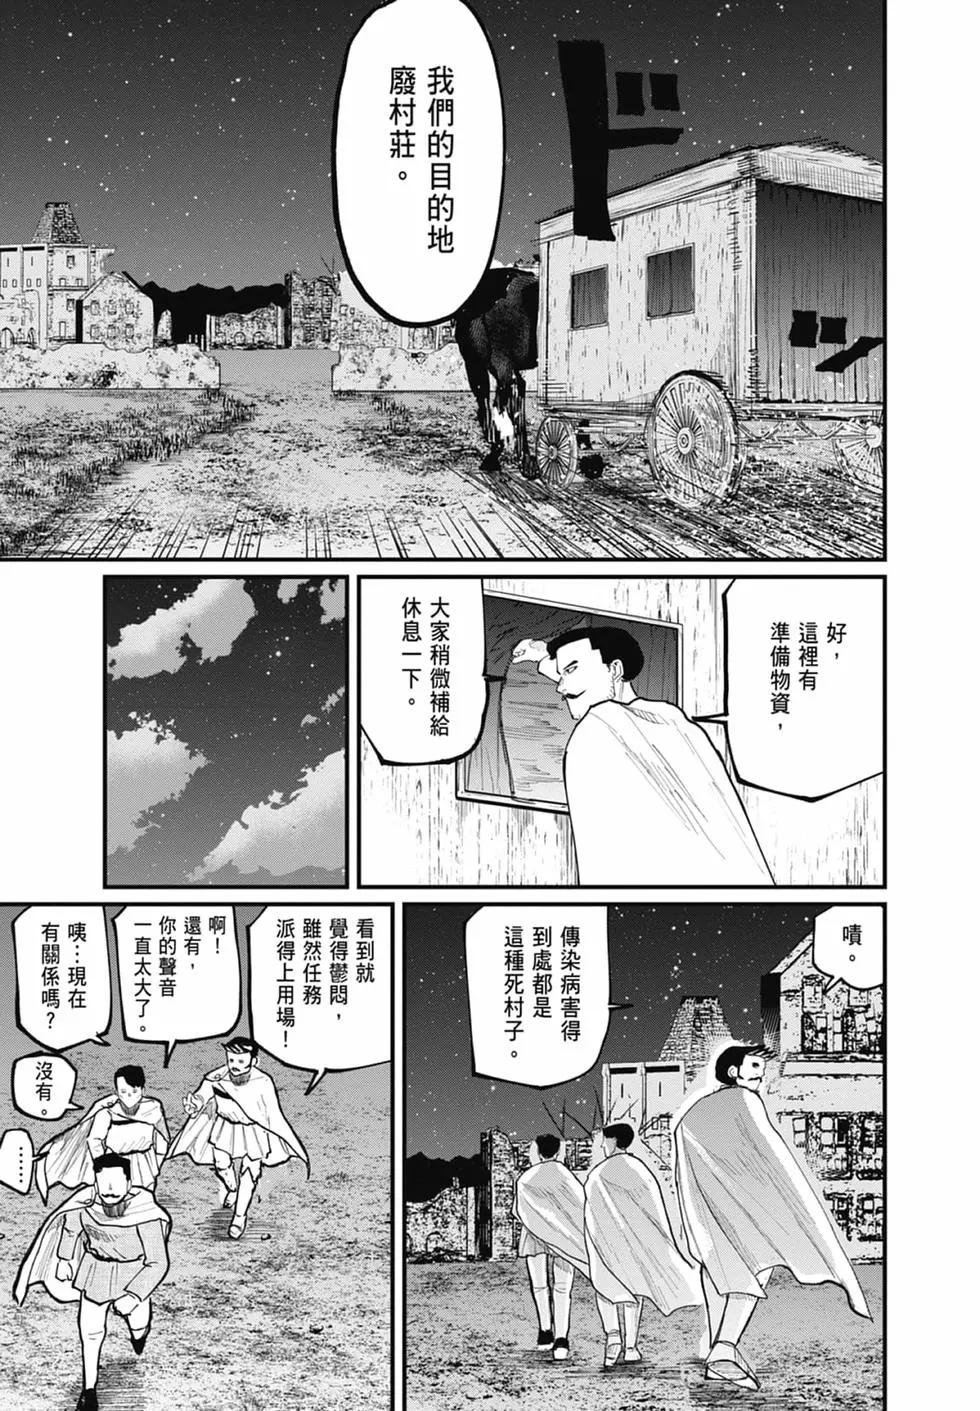 我們的目的地
廢村莊。
ドドン
好，
這裡有
準備物資，
大家稍微補給
休息一下。
嘖。
傳染病害得
到處都是
這種死村子。
看到就
覺得鬱悶，
雖然任務
派得上用場！
啊！
還有，
你的聲音
一直太大了。
咦…現在
有關係嗎？
沒有。
……